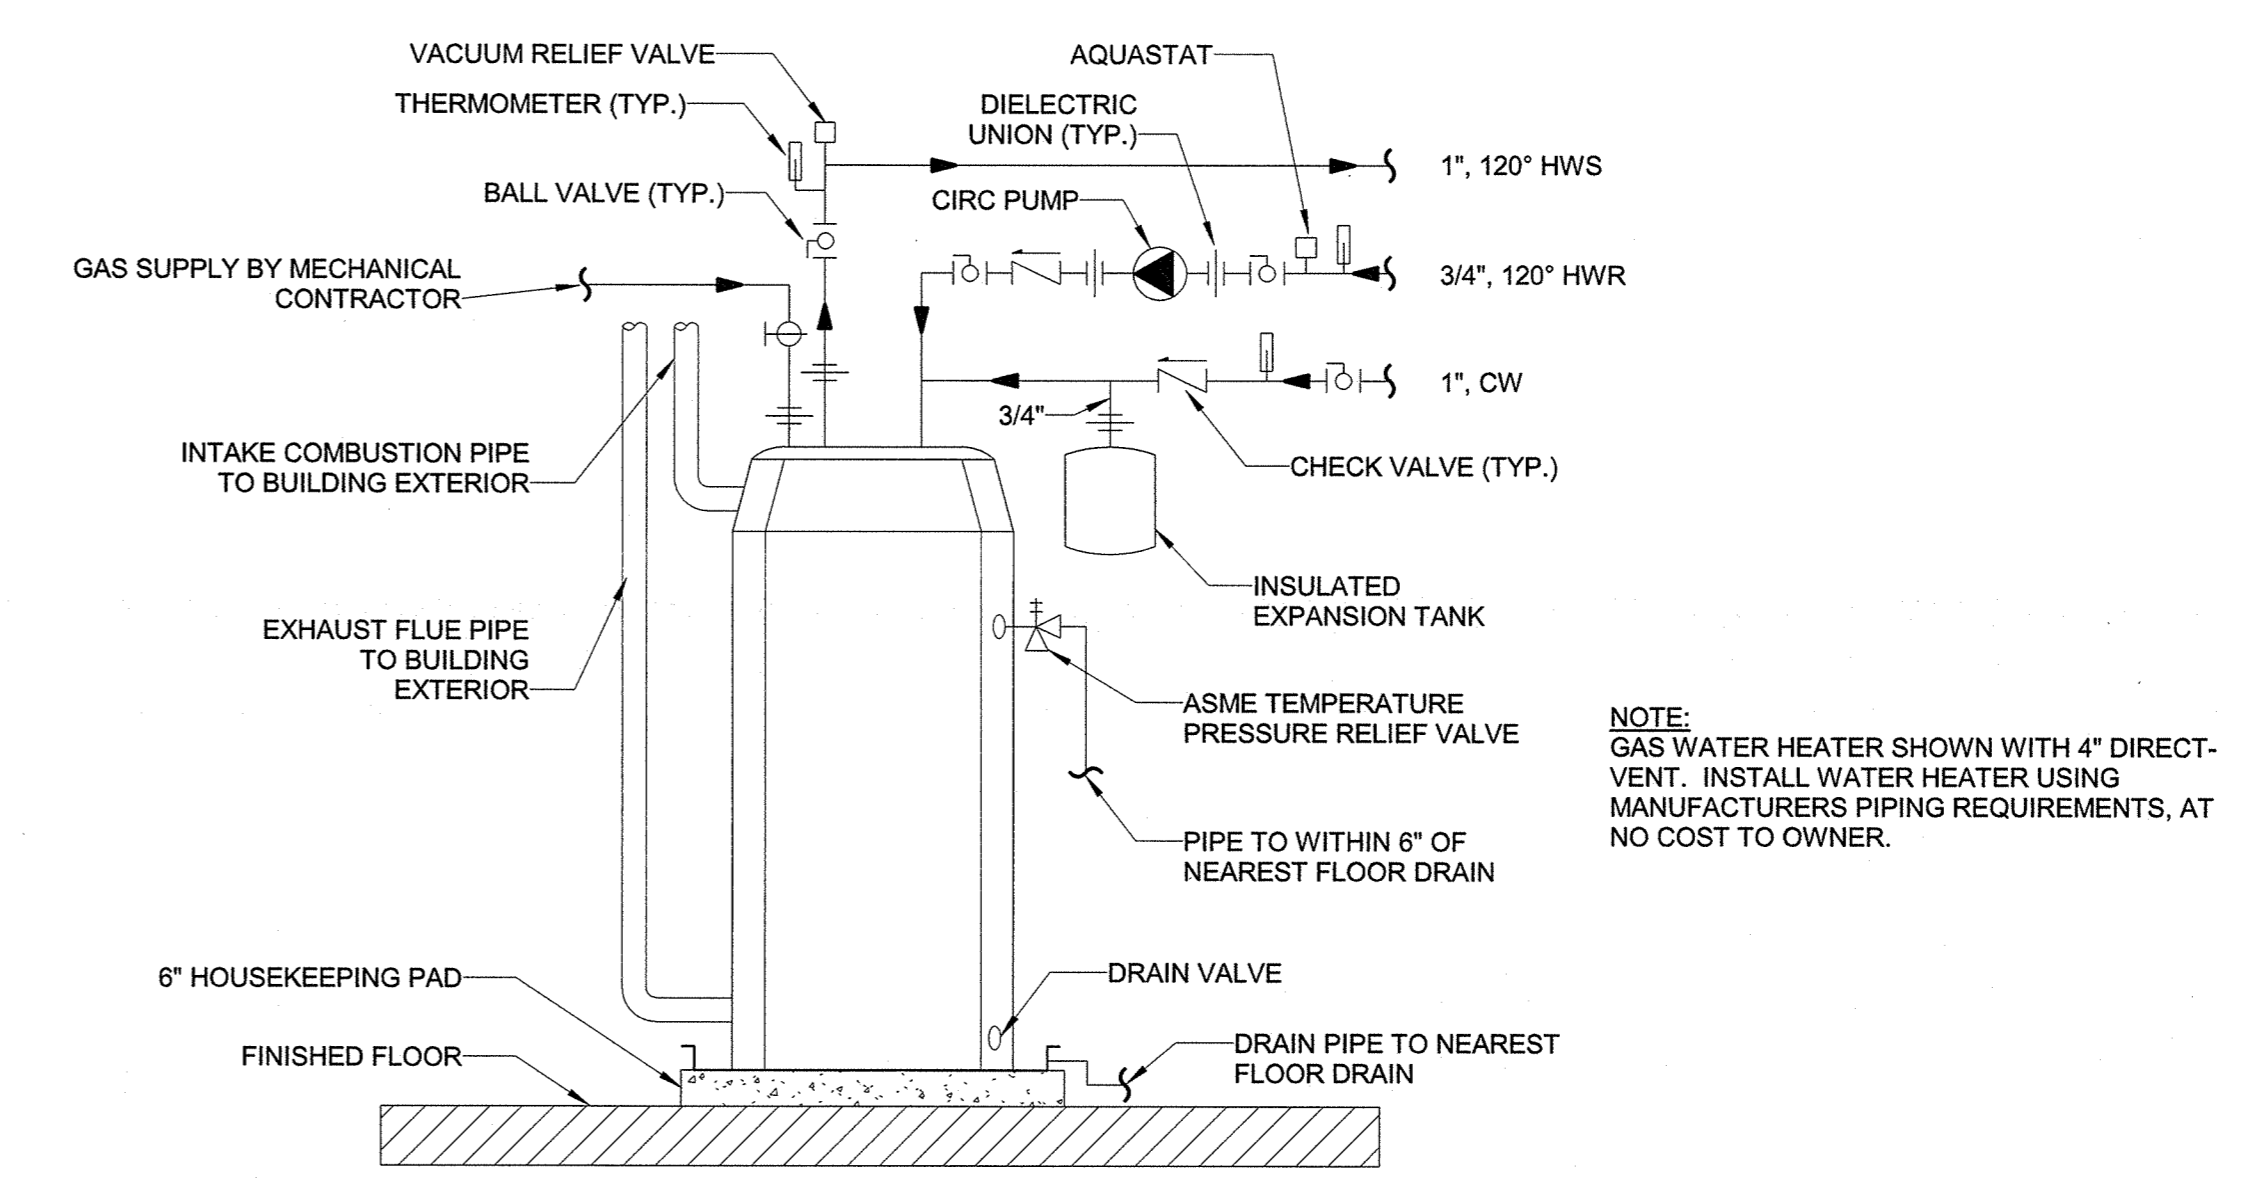 VACUUM RELIEF VALVE
THERMOMETER (TYP.)
BALL VALVE (TYP.)
GAS SUPPLY BY MECHANICAL
CONTRACTOR
AQUASTAT
DIELECTRIC
UNION (TYP.)
CIRC PUMP
1", 120° HWS
3/4", 120° HWR
1", CW
3/4"
CHECK VALVE (TYP.)
INTAKE COMBUSTION PIPE
TO BUILDING EXTERIOR
INSULATED
EXPANSION TANK
EXHAUST FLUE PIPE
TO BUILDING
EXTERIOR
ASME TEMPERATURE
PRESSURE RELIEF VALVE
NOTE:
GAS WATER HEATER SHOWN WITH 4" DIRECT-
VENT. INSTALL WATER HEATER USING
MANUFACTURERS PIPING REQUIREMENTS, AT
NO COST TO OWNER.
PIPE TO WITHIN 6" OF
NEAREST FLOOR DRAIN
6" HOUSEKEEPING PAD
FINISHED FLOOR
DRAIN VALVE
DRAIN PIPE TO NEAREST
FLOOR DRAIN